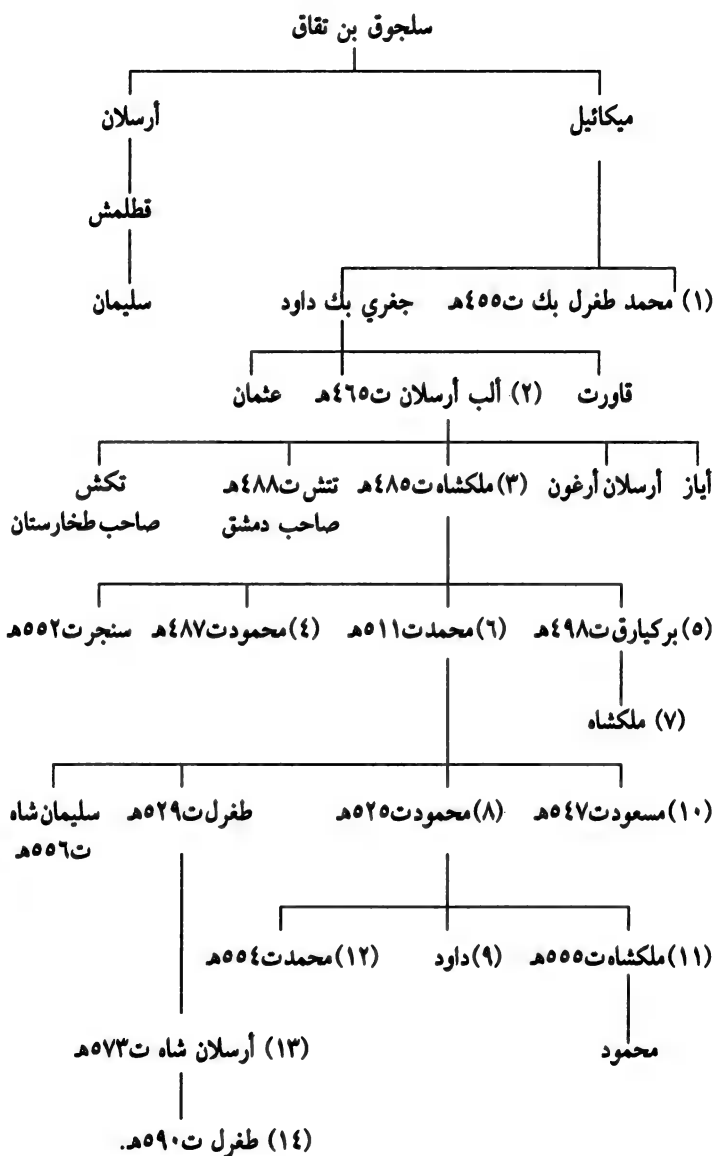 سلجوق بن تقاق
ميكائيل أرسلان
قطلمش
(١) محمد طغرل بك ت٤٥٥هـ جغري بك داود سليمان
قاورت (٢) ألب أرسلان ت٤٦٥هـ عثمان
أياز أرسلان أرغون (٣) ملكشاه ت٤٨٥هـ تتش ت٤٨٨هـ تكش
صاحب دمشق صاحب طخارستان
(٥) بركيارق ت٤٩٨هـ (٦) محمد ت٥١١هـ (٤) محمود ت٤٨٧هـ سنجر ت٥٥٢هـ
(٧) ملكشاه
(١٠) مسعود ت٥٤٧هـ (٨) محمود ت٥٢٥هـ طغرل ت٥٢٩هـ سليمان شاه
ت٥٥٦هـ
(١١) ملكشاه ت٥٥٥هـ (٩) داود (١٢) محمد ت٥٥٤هـ
محمود (١٣) أرسلان شاه ت٥٧٣هـ
(١٤) طغرل ت٥٩٠هـ.